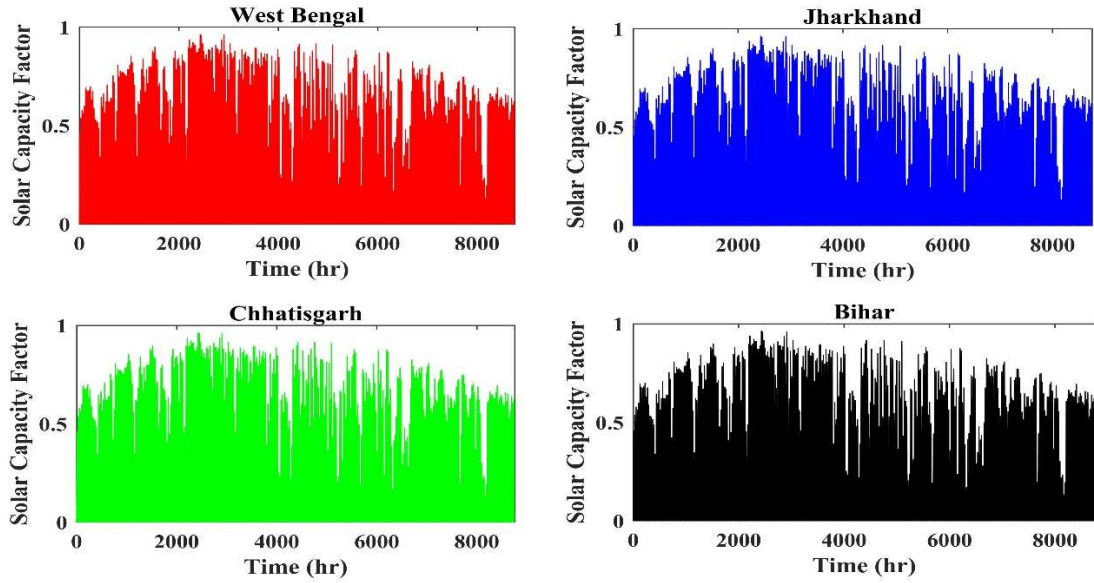 West Bengal
1
0.5
0
Solar Capacity Factor
0 2000 4000 6000 8000
Time (hr)
Jharkhand
1
0.5
0
Solar Capacity Factor
0 2000 4000 6000 8000
Time (hr)
Chhatisgarh
1
0.5
0
Solar Capacity Factor
0 2000 4000 6000 8000
Time (hr)
Bihar
1
0.5
0
Solar Capacity Factor
0 2000 4000 6000 8000
Time (hr)